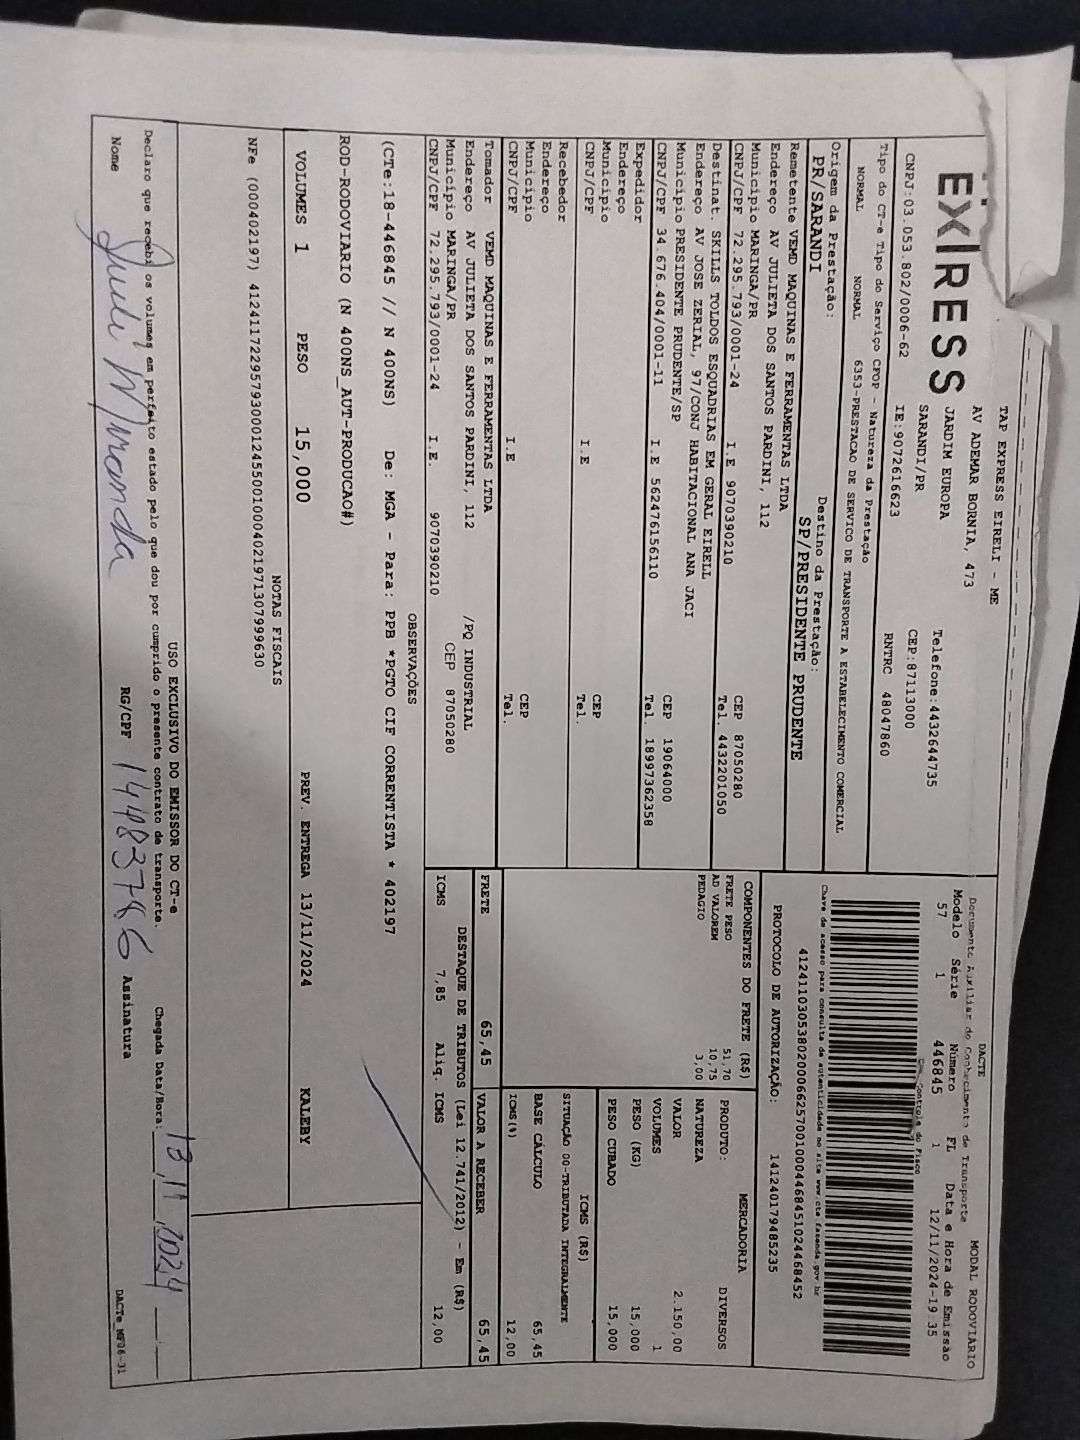 EXPRESS
TAP EXPRESS EIRELI - ME
AV ADEMAR BORNIA, 473
JARDIM EUROPA
SARANDI/PR
Telefone:4432644735
CEP:87113000
CNPJ:03.053.802/0006-62
IE:9072616623
RNTRC 48047860
DACTE
Documento Auxiliar do Conhecimento de Transporte
MODAL RODOVIÁRIO
Modelo Série Número FL Data e Hora de Emissão
57 1 446845 1 12/11/2024-19:35
Controle do Fisco
Chave de acesso para consulta de autenticidade no site www.cte.fazenda.gov.br
41241103053802000662570010004468451024468452
PROTOCOLO DE AUTORIZAÇÃO: 141240179485235
Tipo do CT-e Tipo do Serviço CFOP - Natureza da Prestação
NORMAL NORMAL 6353-PRESTACAO DE SERVICO DE TRANSPORTE A ESTABELECIMENTO COMERCIAL
Origem da Prestação: Destino da Prestação:
PR/SARANDI SP/PRESIDENTE PRUDENTE
Remetente VEMD MAQUINAS E FERRAMENTAS LTDA
Endereço AV JULIETA DOS SANTOS PARDINI, 112
Município MARINGA/PR CEP 87050280
CNPJ/CPF 72.295.793/0001-24 I.E 9070390210 Tel. 4432201050
Destinat. SKILLS TOLDOS ESQUADRIAS EM GERAL EIRELL
Endereço AV JOSE ZERIAL, 97/CONJ HABITACIONAL ANA JACI
Município PRESIDENTE PRUDENTE/SP CEP 19064000
CNPJ/CPF 34.676.404/0001-11 I.E 562476156110 Tel. 18997362358
Expedidor
Endereço
Município CEP
CNPJ/CPF I.E Tel.
Recebedor
Endereço
Município CEP
CNPJ/CPF I.E Tel.
Tomador VEMD MAQUINAS E FERRAMENTAS LTDA
Endereço AV JULIETA DOS SANTOS PARDINI, 112 /PQ INDUSTRIAL
Município MARINGA/PR CEP 87050280
CNPJ/CPF 72.295.793/0001-24 I.E. 9070390210
COMPONENTES DO FRETE (R$)
FRETE PESO 51,70
AD VALOREM 10,75
PEDAGIO 3,00
MERCADORIA
PRODUTO: DIVERSOS
NATUREZA
VALOR 2.150,00
VOLUMES 1
PESO (KG) 15,000
PESO CUBADO 15,000
ICMS (R$)
SITUAÇÃO 00-TRIBUTADA INTEGRALMENTE
BASE CÁLCULO 65,45
ICMS(%) 12,00
FRETE 65,45 VALOR A RECEBER 65,45
DESTAQUE DE TRIBUTOS (Lei 12.741/2012) - Em (R$)
ICMS 7,85 Aliq. ICMS 12,00
OBSERVAÇÕES
(CTe:18-446845 // N 400NS) De: MGA - Para: PPB *PGTO CIF CORRENTISTA * 402197
ROD-RODOVIARIO (N 400NS_AUT-PRODUCAO#)
VOLUMES 1 PESO 15,000 PREV. ENTREGA 13/11/2024 KALEBY
NOTAS FISCAIS
NFe (000402197) 41241172295793000124550010004021971307999630
USO EXCLUSIVO DO EMISSOR DO CT-e
Declaro que recebi os volumes em perfeito estado pelo que dou por cumprido o presente contrato de transporte. Chegada Data/Hora: 13/11/2024
Nome Miranda RG/CPF 144837486 Assinatura
DACTe_MF06-31